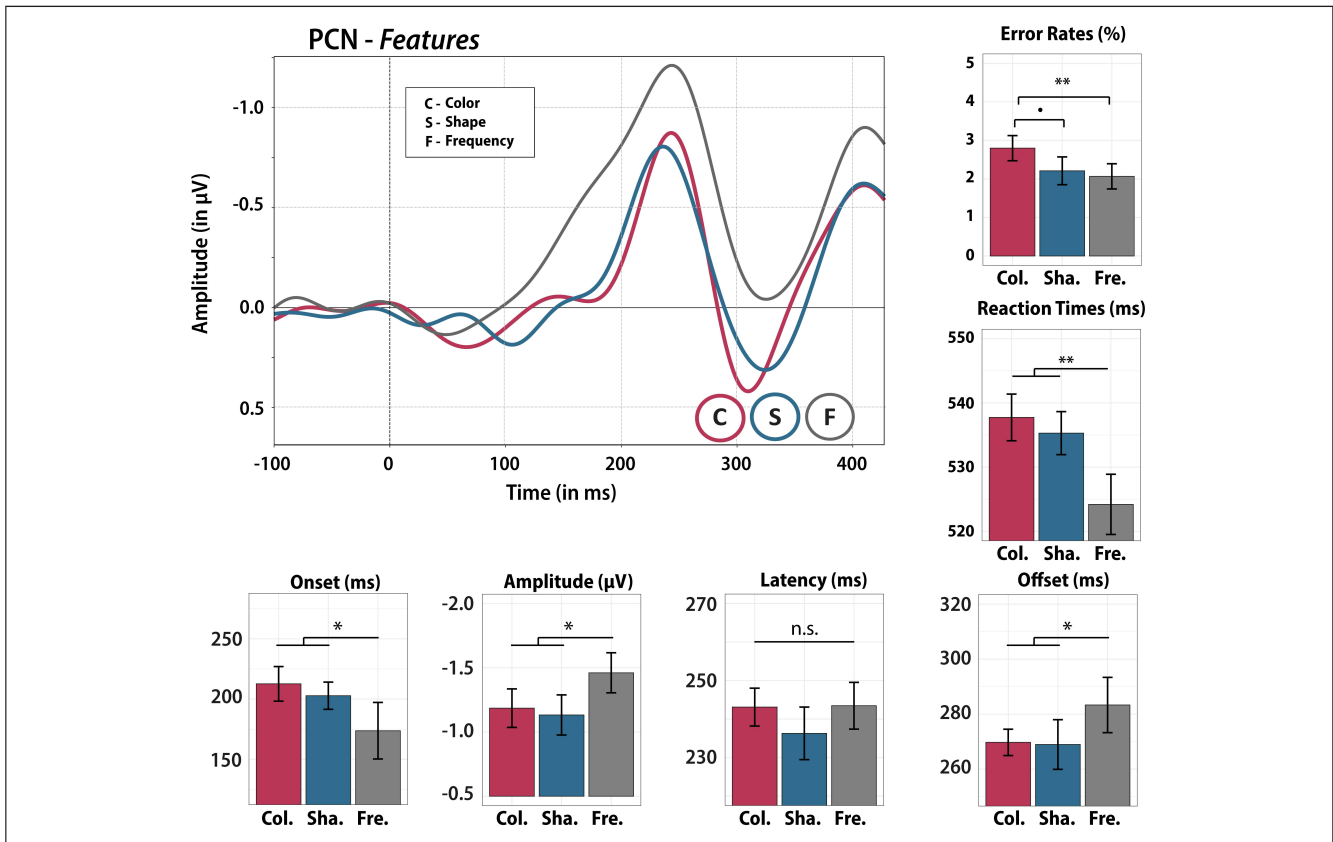 PCN - Features
C - Color
S - Shape
F - Frequency
Amplitude (in µV)
-1.0
-0.5
0.0
0.5
C S F
-100 0 100 200 300 400
Time (in ms)
Error Rates (%)
5
4
3
2
1
0
**
•
Col. Sha. Fre.
Reaction Times (ms)
550
540
530
520
**
Col. Sha. Fre.
Onset (ms)
250
200
150
*
Col. Sha. Fre.
Amplitude (µV)
-2.0
-1.5
-1.0
-0.5
*
Col. Sha. Fre.
Latency (ms)
270
250
230
n.s.
Col. Sha. Fre.
Offset (ms)
320
300
280
260
*
Col. Sha. Fre.